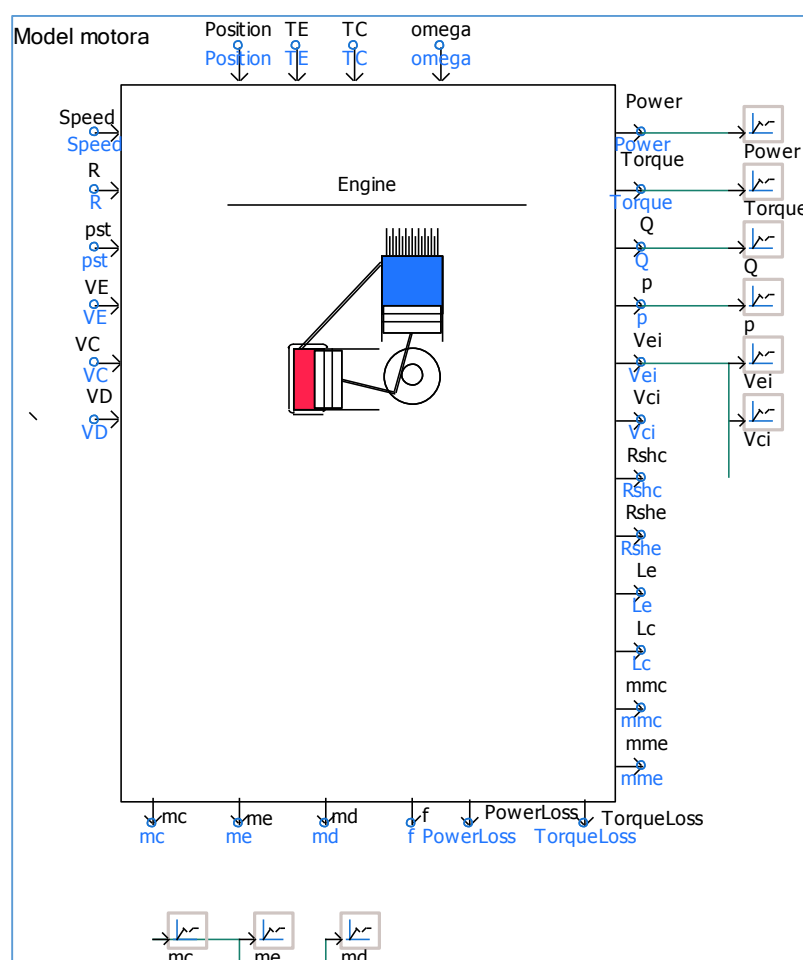 Model motora
Position TE TC omega
Position TE TC omega
Speed
Speed
R
R
pst
pst
VE
VE
VC
VC
VD
VD
Engine
Power
Power
Power
Torque
Torque
Torque
Q
Q
Q
p
p
p
Vei
Vei
Vei
Vci
Vci
Vci
Rshc
Rshc
Rshe
Rshe
Le
Le
Lc
Lc
mmc
mmc
mme
mme
mc me md f PowerLoss TorqueLoss
mc me md f PowerLoss TorqueLoss
mc me md